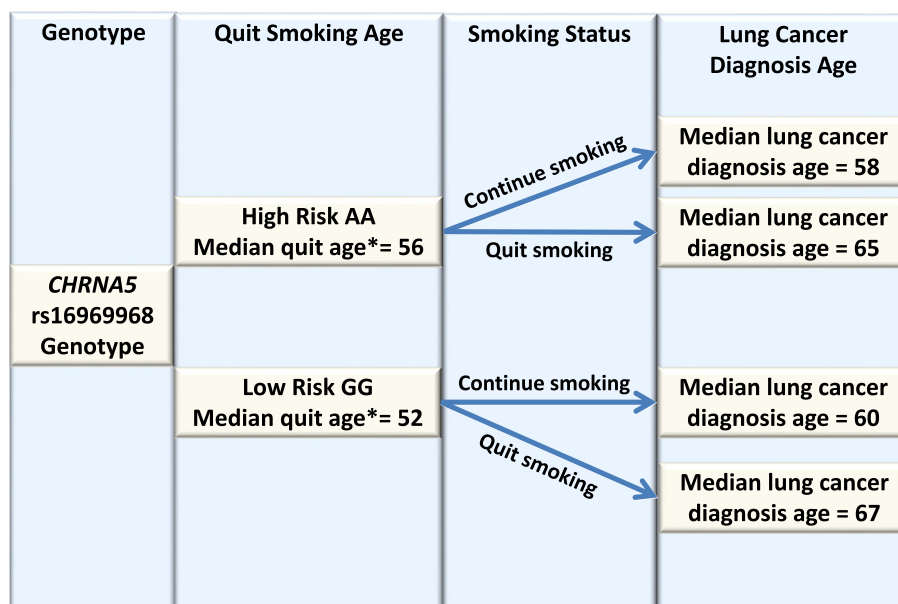 Genotype
Quit Smoking Age
Smoking Status
Lung Cancer
Diagnosis Age
CHRNA5
rs16969968
Genotype
High Risk AA
Median quit age*= 56
Continue smoking
Median lung cancer
diagnosis age = 58
Quit smoking
Median lung cancer
diagnosis age = 65
Low Risk GG
Median quit age*= 52
Continue smoking
Median lung cancer
diagnosis age = 60
Quit smoking
Median lung cancer
diagnosis age = 67